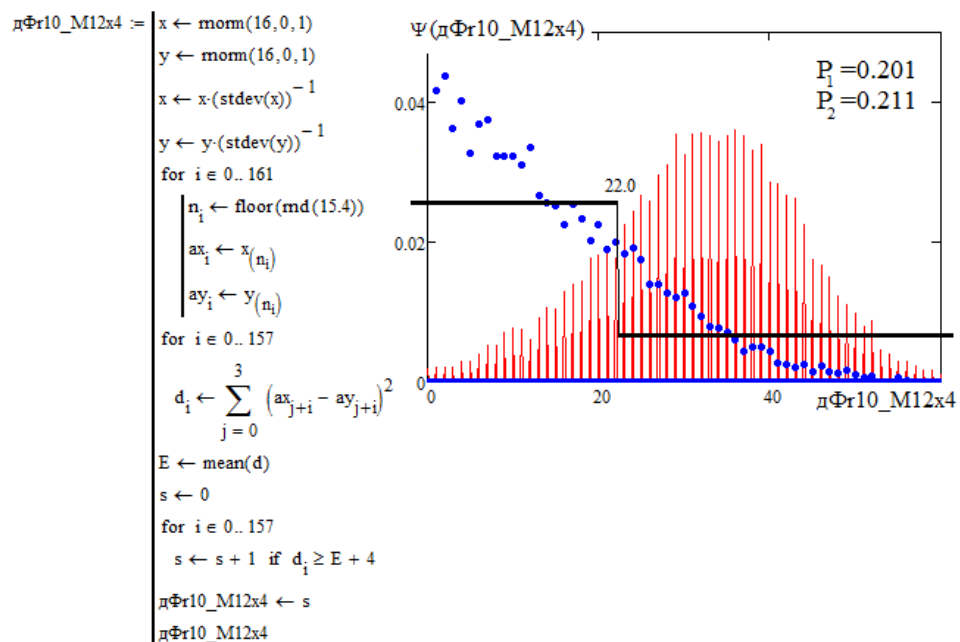 дФr10_M12x4 := x ← rnorm(16,0,1)
y ← rnorm(16,0,1)
x ← x·(stdev(x))⁻¹
y ← y·(stdev(y))⁻¹
for i ∈ 0.. 161
nᵢ ← floor(rnd(15.4))
axᵢ ← x₍ₙᵢ₎
ayᵢ ← y₍ₙᵢ₎
for i ∈ 0.. 157
dᵢ ← ∑_{j = 0}^{3} (ax_{j+i} − ay_{j+i})²
E ← mean(d)
s ← 0
for i ∈ 0.. 157
s ← s + 1 if dᵢ ≥ E + 4
дФr10_M12x4 ← s
дФr10_M12x4
Ψ(дФr10_M12x4)
P₁=0.201
P₂=0.211
0.04
22.0
0.02
0
0 20 40
дФr10_M12x4